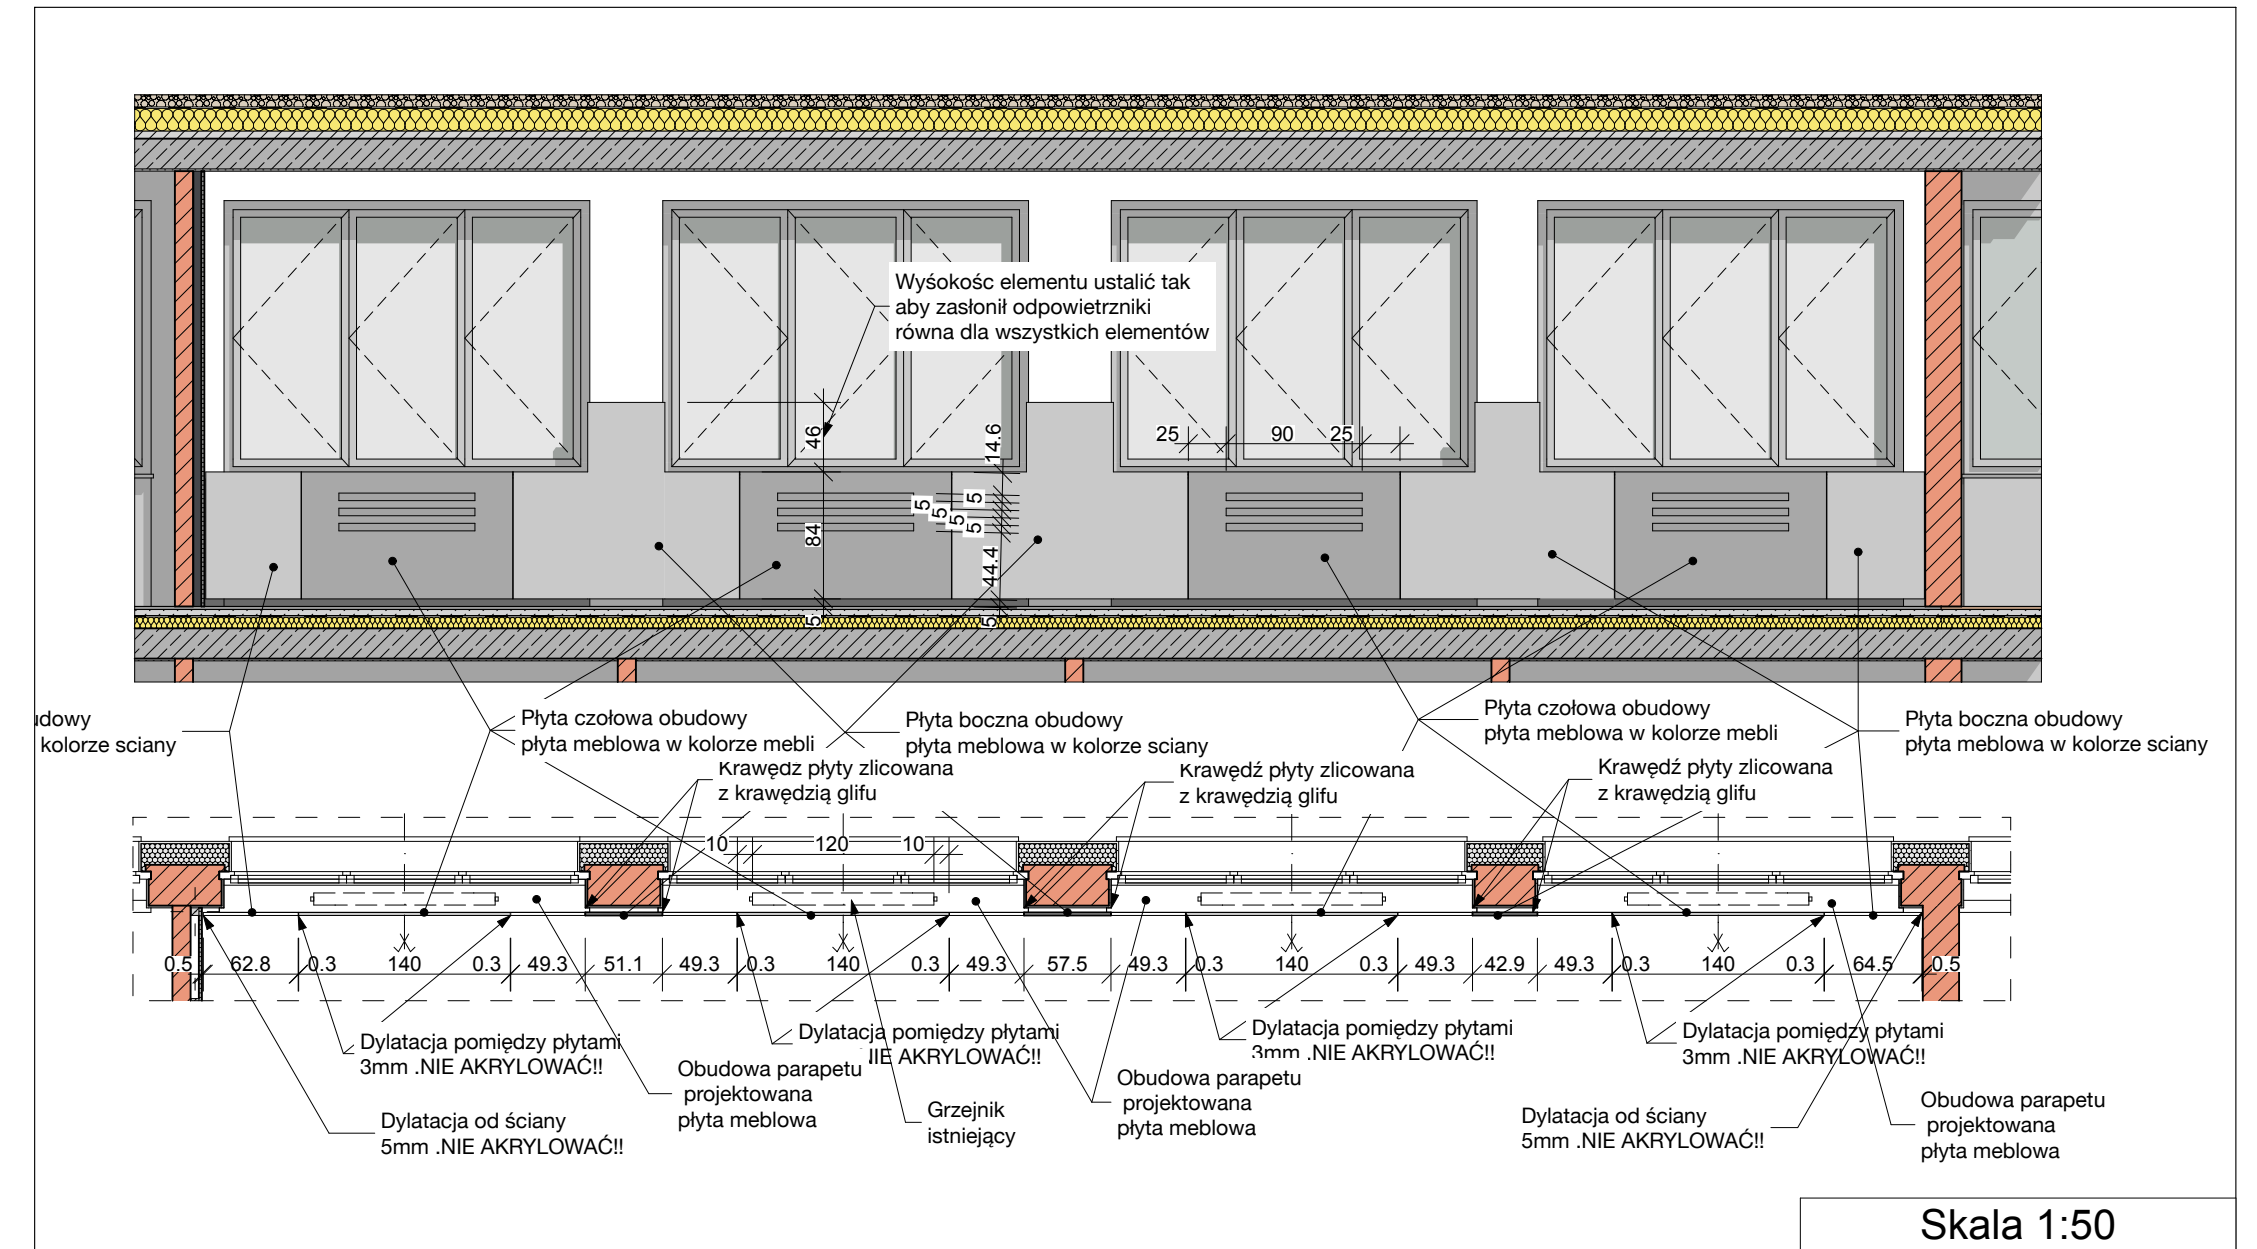 Wyśokośc elementu ustalić tak
aby zasłonił odpowietrzniki
równa dla wszystkich elementów
46
14.6
25
90
25
5
5
5
5
5
84
44.4
5
5
udowy
kolorze sciany
Płyta czołowa obudowy
płyta meblowa w kolorze mebli
Płyta boczna obudowy
płyta meblowa w kolorze sciany
Płyta czołowa obudowy
płyta meblowa w kolorze mebli
Płyta boczna obudowy
płyta meblowa w kolorze sciany
Krawędź płyty zlicowana
z krawędzią glifu
Krawędź płyty zlicowana
z krawędzią glifu
Krawędź płyty zlicowana
z krawędzią glifu
10
120
10
0.5
62.8
0.3
140
0.3
49.3
51.1
49.3
0.3
140
0.3
49.3
57.5
49.3
0.3
140
0.3
49.3
42.9
49.3
0.3
140
0.3
64.5
0.5
Dylatacja pomiędzy płytami
3mm .NIE AKRYLOWAĆ!!
Dylatacja pomiędzy płytami
NIE AKRYLOWAĆ!!
Dylatacja pomiędzy płytami
3mm .NIE AKRYLOWAĆ!!
Dylatacja pomiędzy płytami
3mm .NIE AKRYLOWAĆ!!
Obudowa parapetu
projektowana
płyta meblowa
Obudowa parapetu
projektowana
płyta meblowa
Grzejnik
istniejący
Dylatacja od ściany
5mm .NIE AKRYLOWAĆ!!
Dylatacja od ściany
5mm .NIE AKRYLOWAĆ!!
Obudowa parapetu
projektowana
płyta meblowa
Skala 1:50